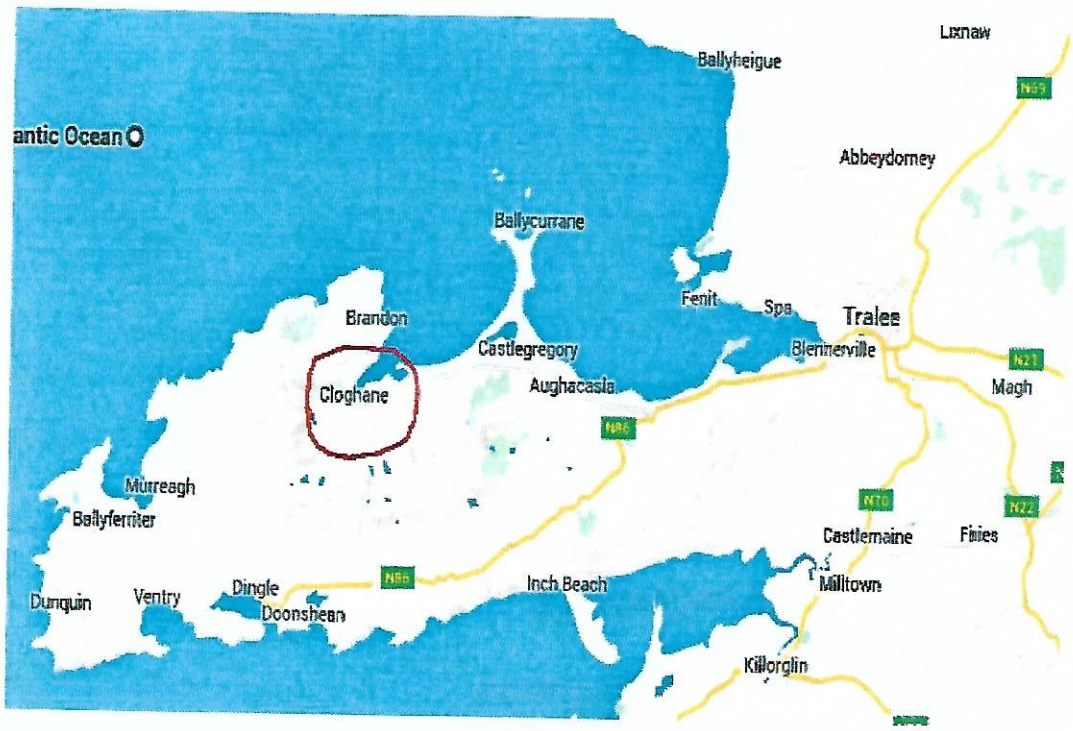 Lixnaw
Ballyheigue
N69
antic Ocean
Abbeydorney
Ballycurrane
Fenit
Spa
Tralee
Brandon
Blennerville
Castlegregory
N21
Cloghane
Aughacasla
Magh
N86
Murreagh
N70
N22
Ballyferriter
Castlemaine
Firies
N86
Inch Beach
Milltown
Dingle
Dunquin
Ventry
Doonshean
Killorglin